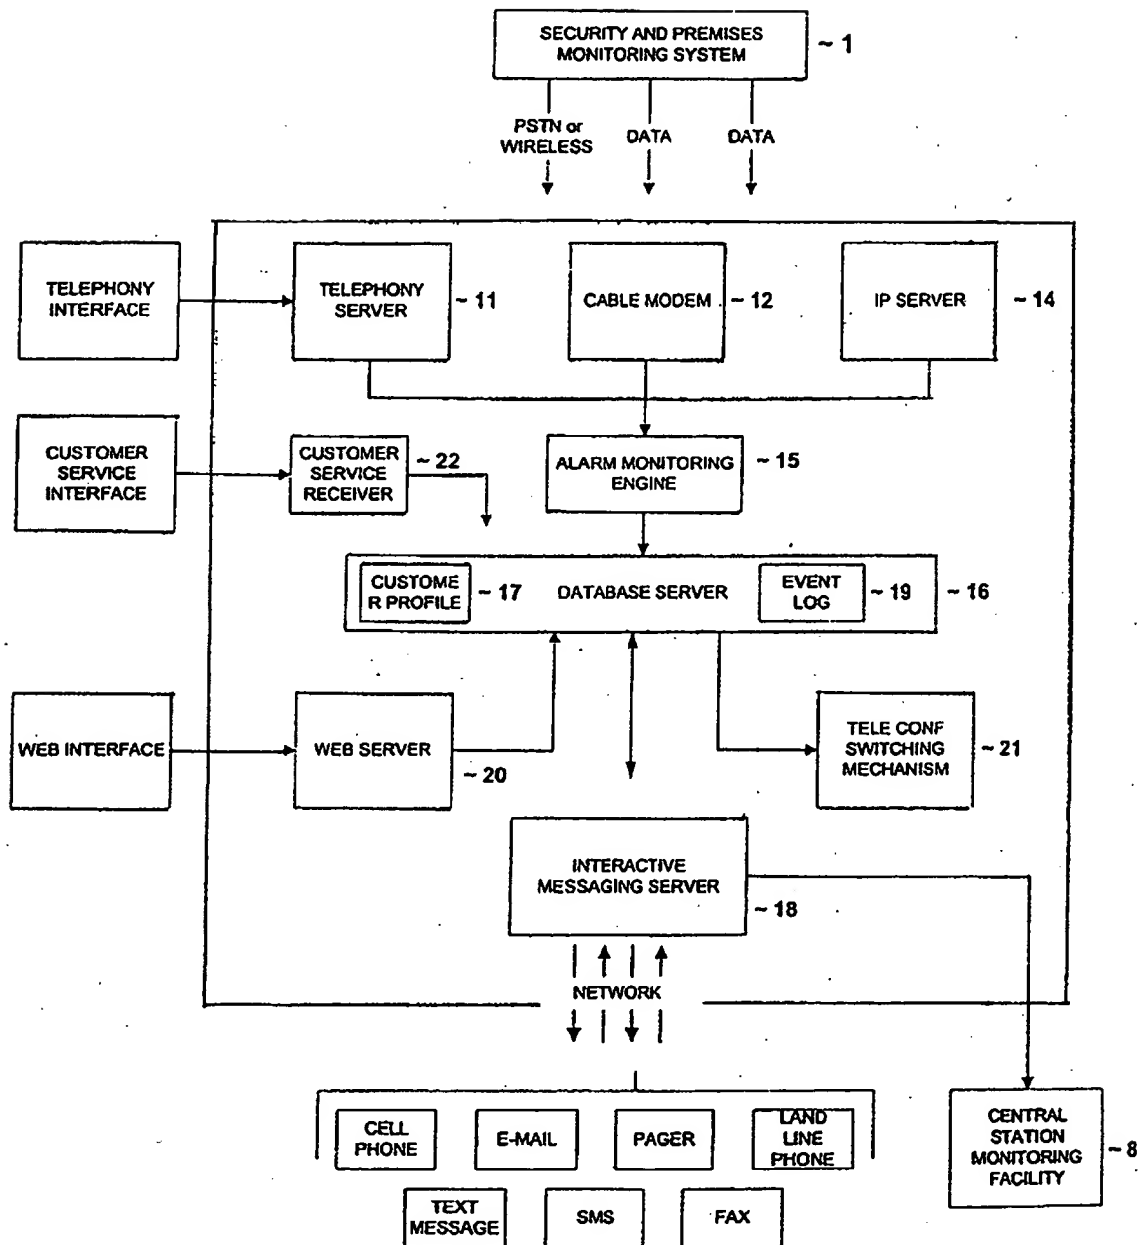 SECURITY AND PREMISES
MONITORING SYSTEM
~ 1
PSTN or
WIRELESS
DATA
DATA
TELEPHONY
INTERFACE
TELEPHONY
SERVER
~ 11
CABLE MODEM
~ 12
IP SERVER
~ 14
CUSTOMER
SERVICE
INTERFACE
CUSTOMER
SERVICE
RECEIVER
~ 22
ALARM MONITORING
ENGINE
~ 15
CUSTOME
R PROFILE
~ 17
DATABASE SERVER
EVENT
LOG
~ 19
~ 16
WEB INTERFACE
WEB SERVER
~ 20
TELE CONF
SWITCHING
MECHANISM
~ 21
INTERACTIVE
MESSAGING SERVER
~ 18
NETWORK
CELL
PHONE
E-MAIL
PAGER
LAND
LINE
PHONE
CENTRAL
STATION
MONITORING
FACILITY
~ 8
TEXT
MESSAGE
SMS
FAX